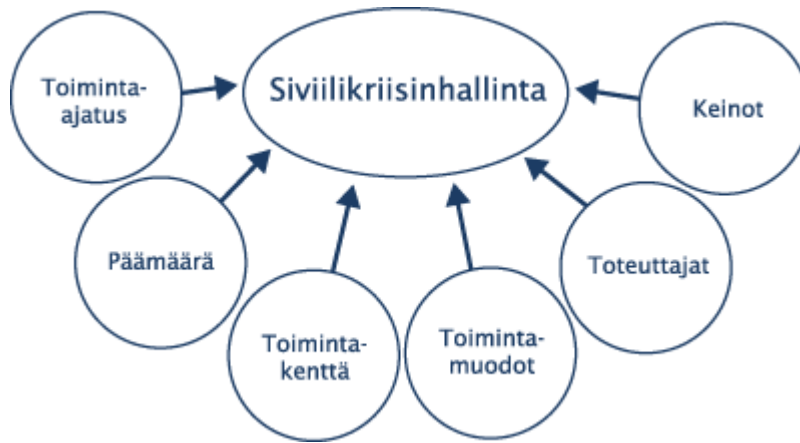 Siviilikriisinhallinta
Toiminta-
ajatus
Päämäärä
Toiminta-
kenttä
Toiminta-
muodot
Toteuttajat
Keinot